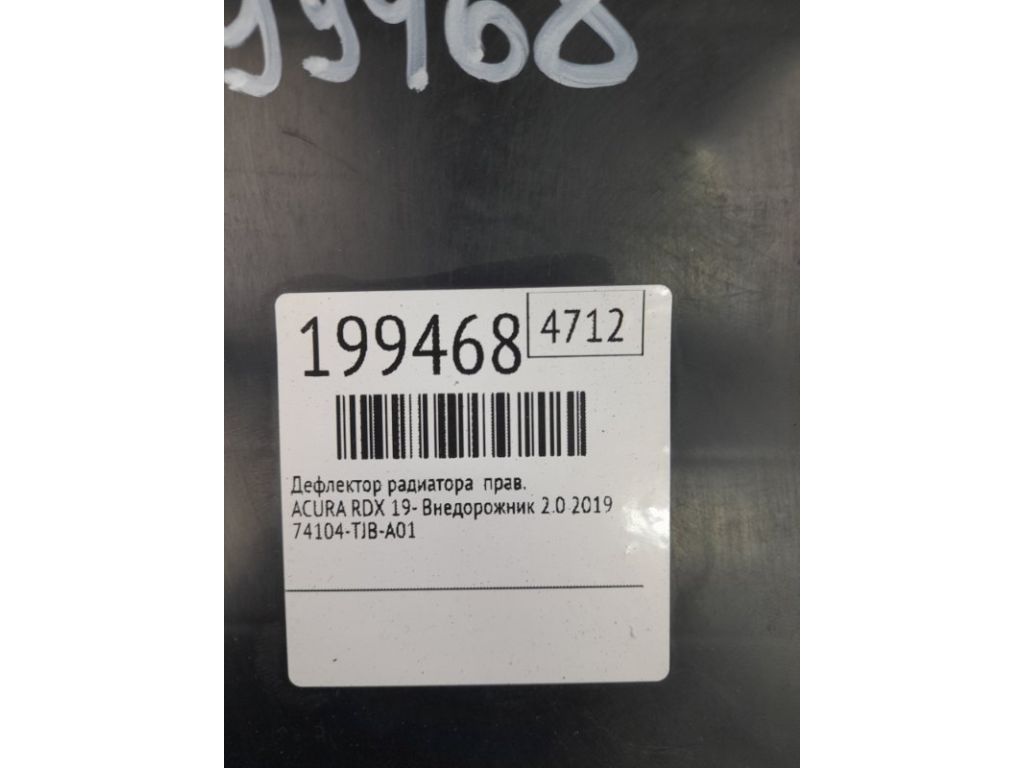 99468
199468
4712
Дефлектор радиатора прав.
ACURA RDX 19- Внедорожник 2.0 2019
74104-TJB-A01